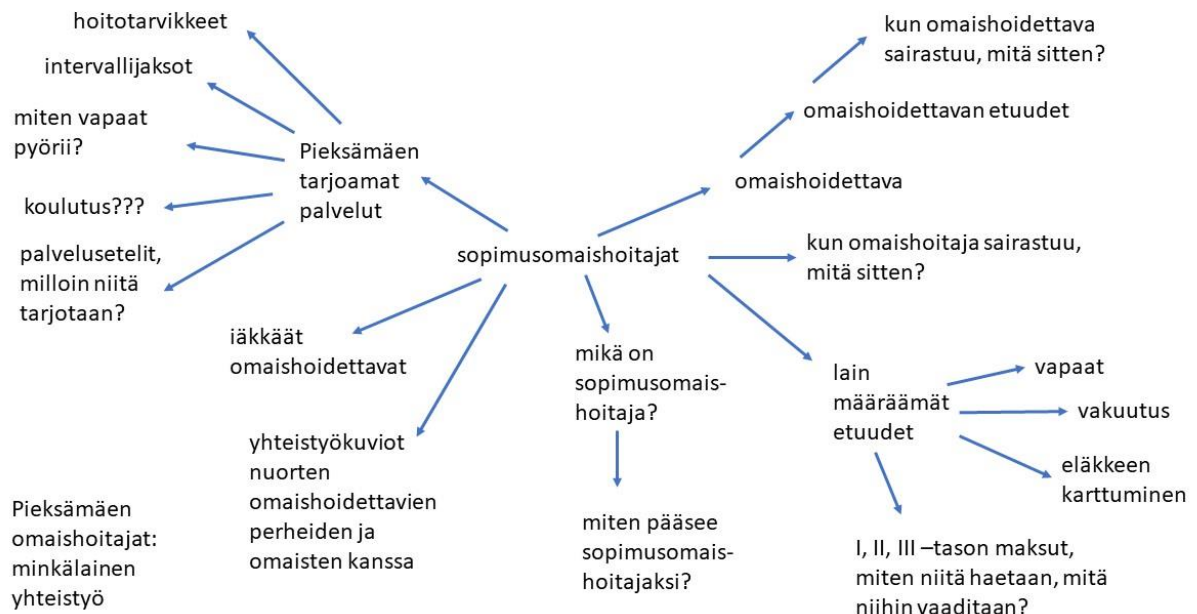 hoitotarvikkeet
intervallijaksot
miten vapaat
pyörii?
koulutus???
palvelusetelit,
milloin niitä
tarjotaan?
Pieksämäen
tarjoamat
palvelut
sopimusomaishoitajat
kun omaishoidettava
sairastuu, mitä sitten?
omaishoidettavan etuudet
omaishoidettava
kun omaishoitaja sairastuu,
mitä sitten?
iäkkäät
omaishoidettavat
yhteistyökuviot
nuorten
omaishoidettavien
perheiden ja
omaisten kanssa
mikä on
sopimusomais-
hoitaja?
miten pääsee
sopimusomais-
hoitajaksi?
lain
määräämät
etuudet
vapaat
vakuutus
eläkkeen
karttuminen
I, II, III –tason maksut,
miten niitä haetaan, mitä
niihin vaaditaan?
Pieksämäen
omaishoitajat:
minkälainen
yhteistyö